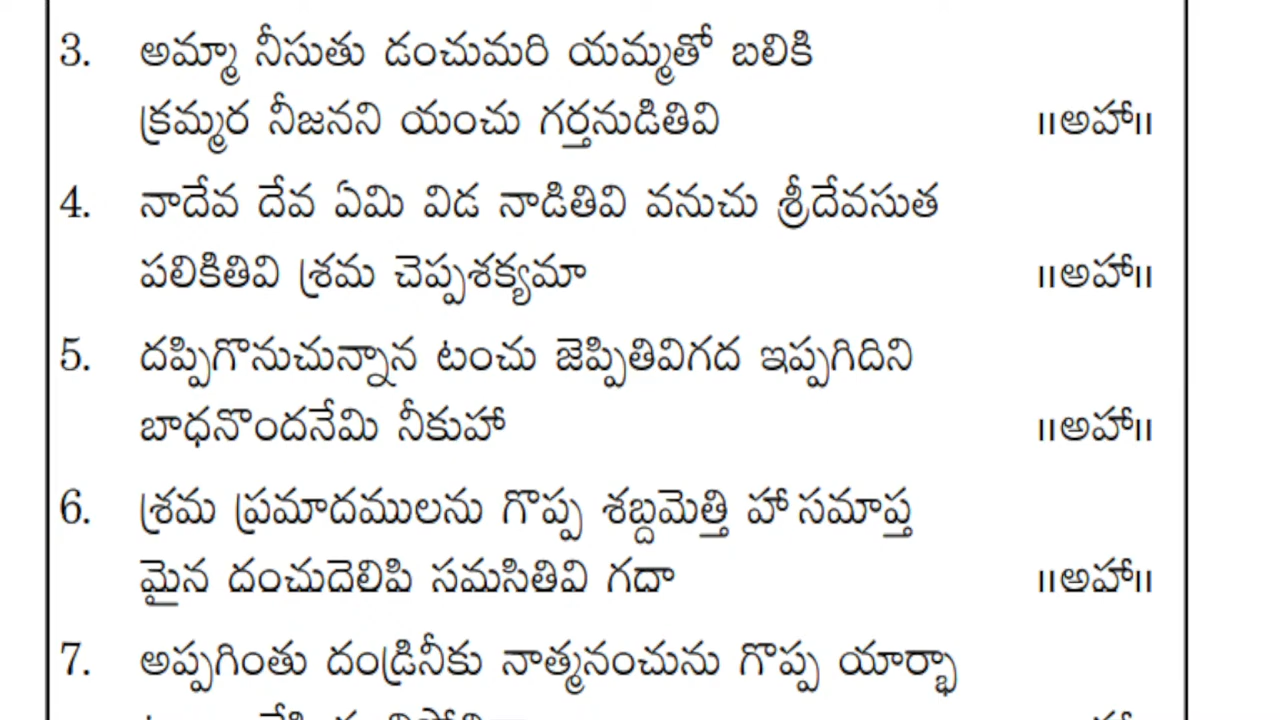 3. అమ్మా నీసుతు డంచుమరి యమ్మతో బలికి
క్రమ్మర నీజనని యంచు గర్తనుడితివి ॥అహా॥
4. నాదేవ దేవ ఏమి విడ నాడితివి వనుచు శ్రీదేవసుత
పలికితివి శ్రమ చెప్పశక్యమా ॥అహా॥
5. దప్పిగొనుచున్నాన టంచు జెప్పితివిగద ఇప్పగిదిని
బాధనొందనేమి నీకుహా ॥అహా॥
6. శ్రమ ప్రమాదములను గొప్ప శబ్దమెత్తి హా సమాప్త
మైన దంచుదెలిపి సమసితివి గదా ॥అహా॥
7. అప్పగింతు దండ్రినీకు నాత్మనంచును గొప్ప యార్భా